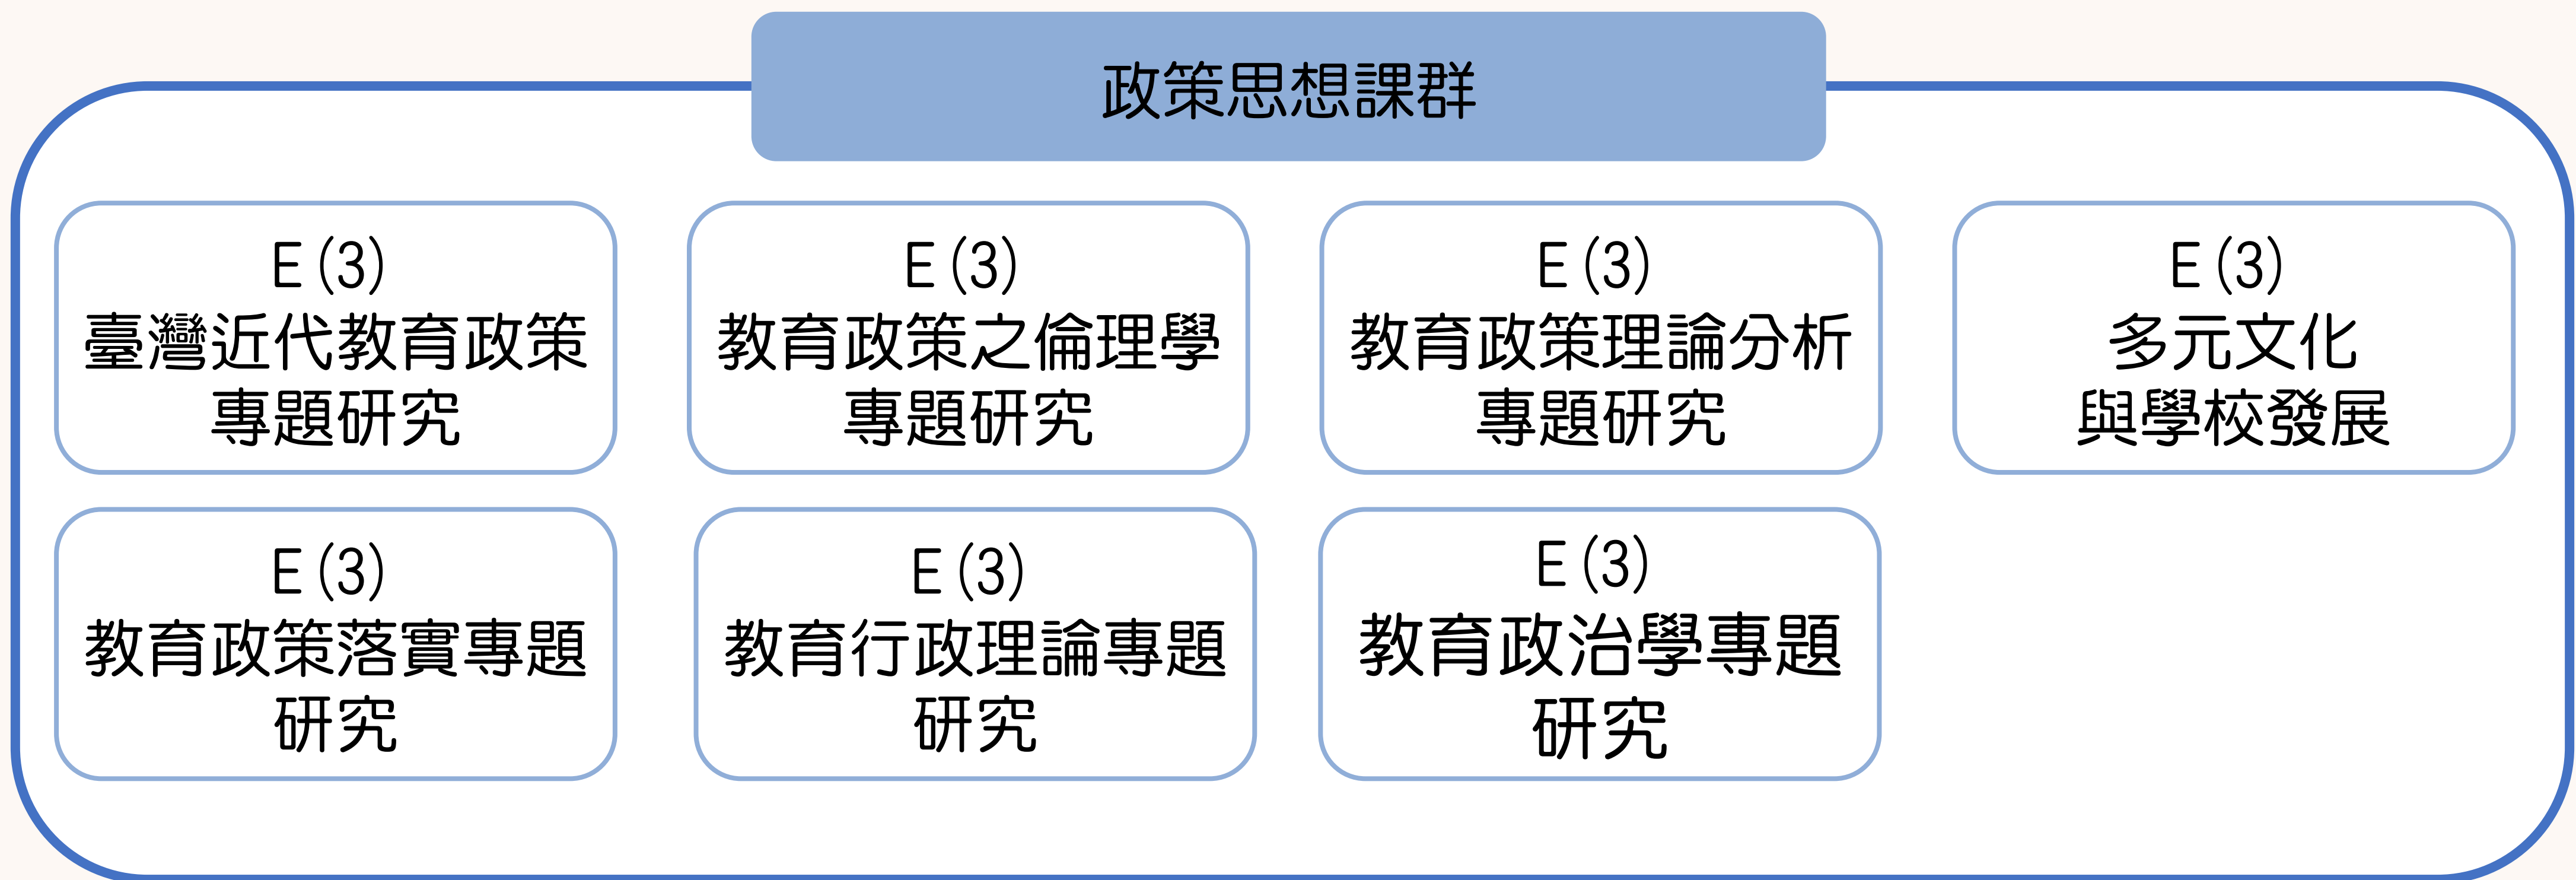 政策思想課群
E(3)
臺灣近代教育政策
專題研究
E(3)
教育政策之倫理學
專題研究
E(3)
教育政策理論分析
專題研究
E(3)
多元文化
與學校發展
E(3)
教育政策落實專題
研究
E(3)
教育行政理論專題
研究
E(3)
教育政治學專題
研究